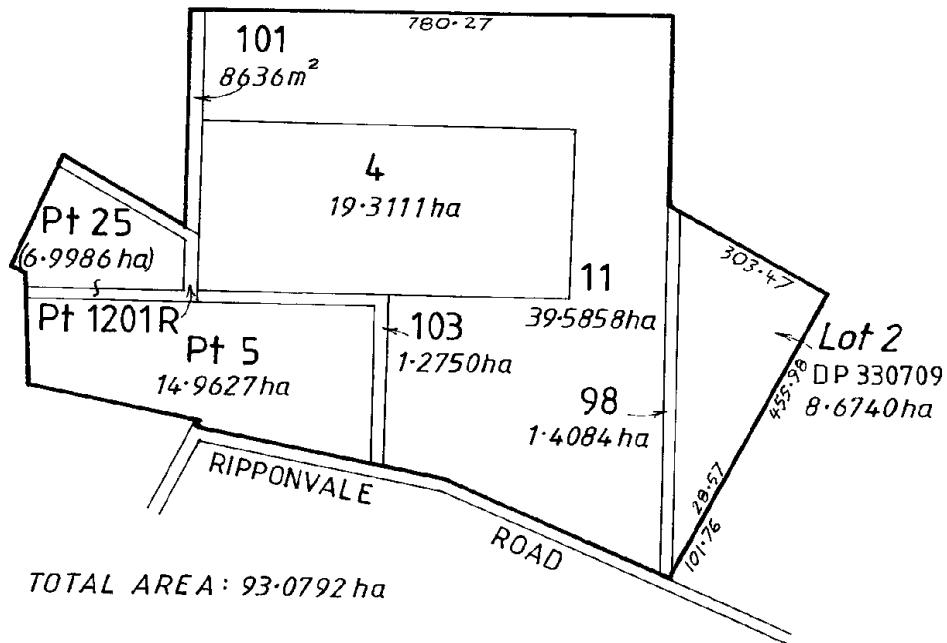 780·27
101
8636m²
4
19·3111ha
Pt 25
(6·9986 ha)
303·47
11
39·5858ha
Pt 1201R
103
1·2750ha
Lot 2
DP 330709
8·6740ha
Pt 5
14·9627ha
455·98
98
1·4084ha
28·57
101·76
RIPPONVALE
ROAD
TOTAL AREA: 93·0792 ha